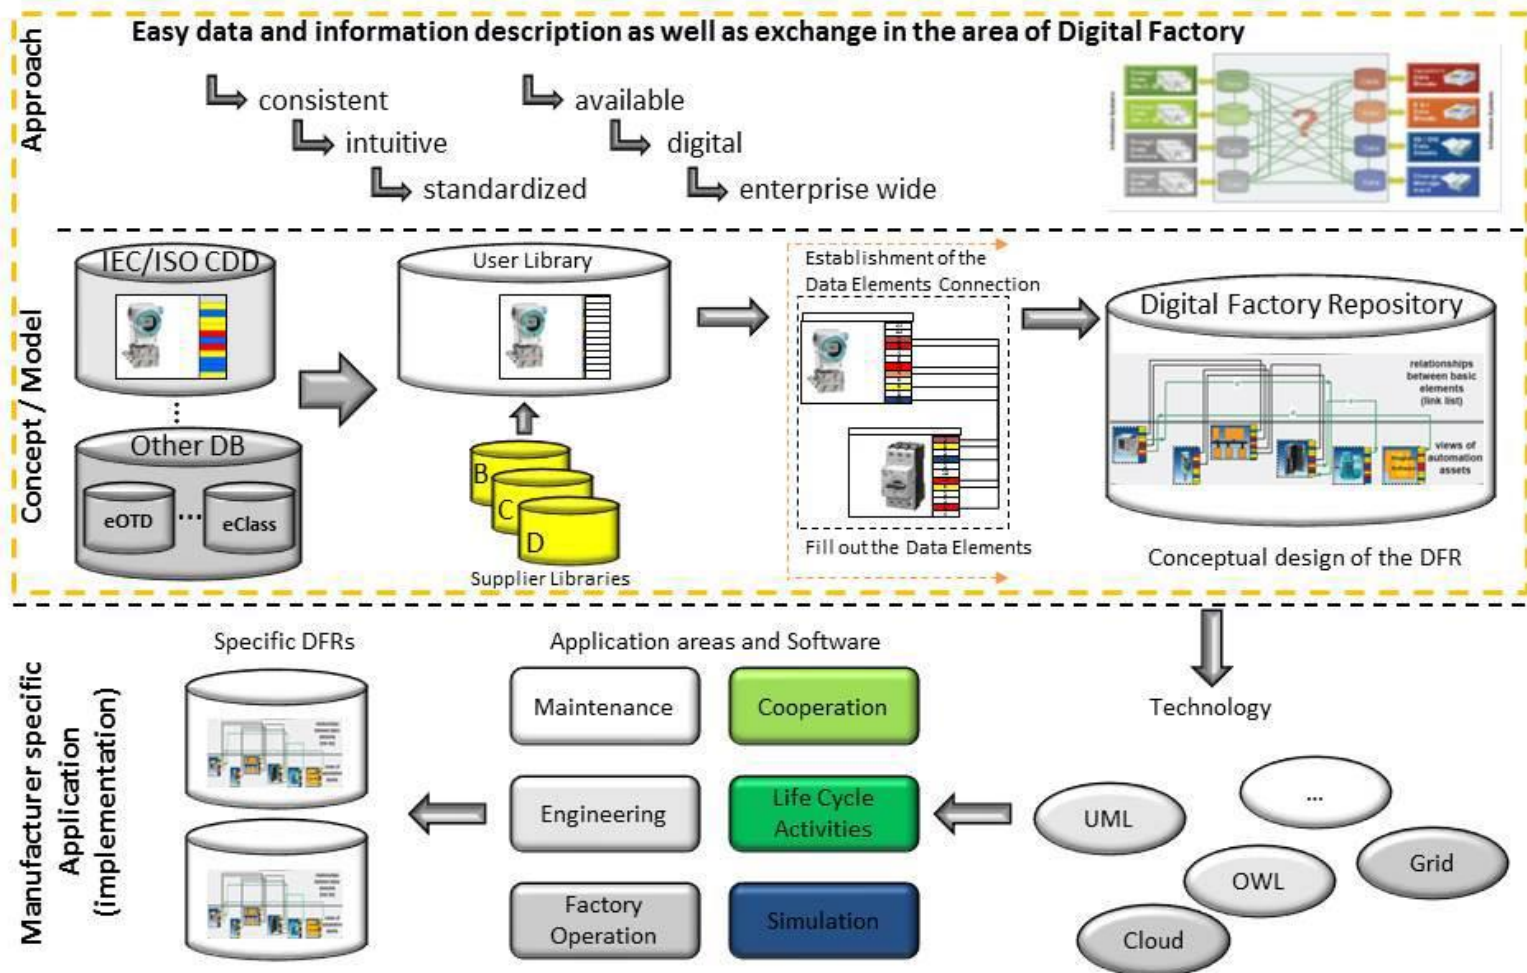 Easy data and information description as well as exchange in the area of Digital Factory
Approach
consistent
intuitive
standardized
available
digital
enterprise wide
?
Concept / Model
IEC/ISO CDD
Other DB
eOTD
...
eClass
User Library
B
C
D
Supplier Libraries
Establishment of the
Data Elements Connection
Fill out the Data Elements
Digital Factory Repository
relationships
between basic
elements
(link list)
views of
automation
assets
Conceptual design of the DFR
Manufacturer specific
Application
(implementation)
Specific DFRs
Application areas and Software
Maintenance
Cooperation
Engineering
Life Cycle
Activities
Factory
Operation
Simulation
Technology
...
UML
Grid
OWL
Cloud